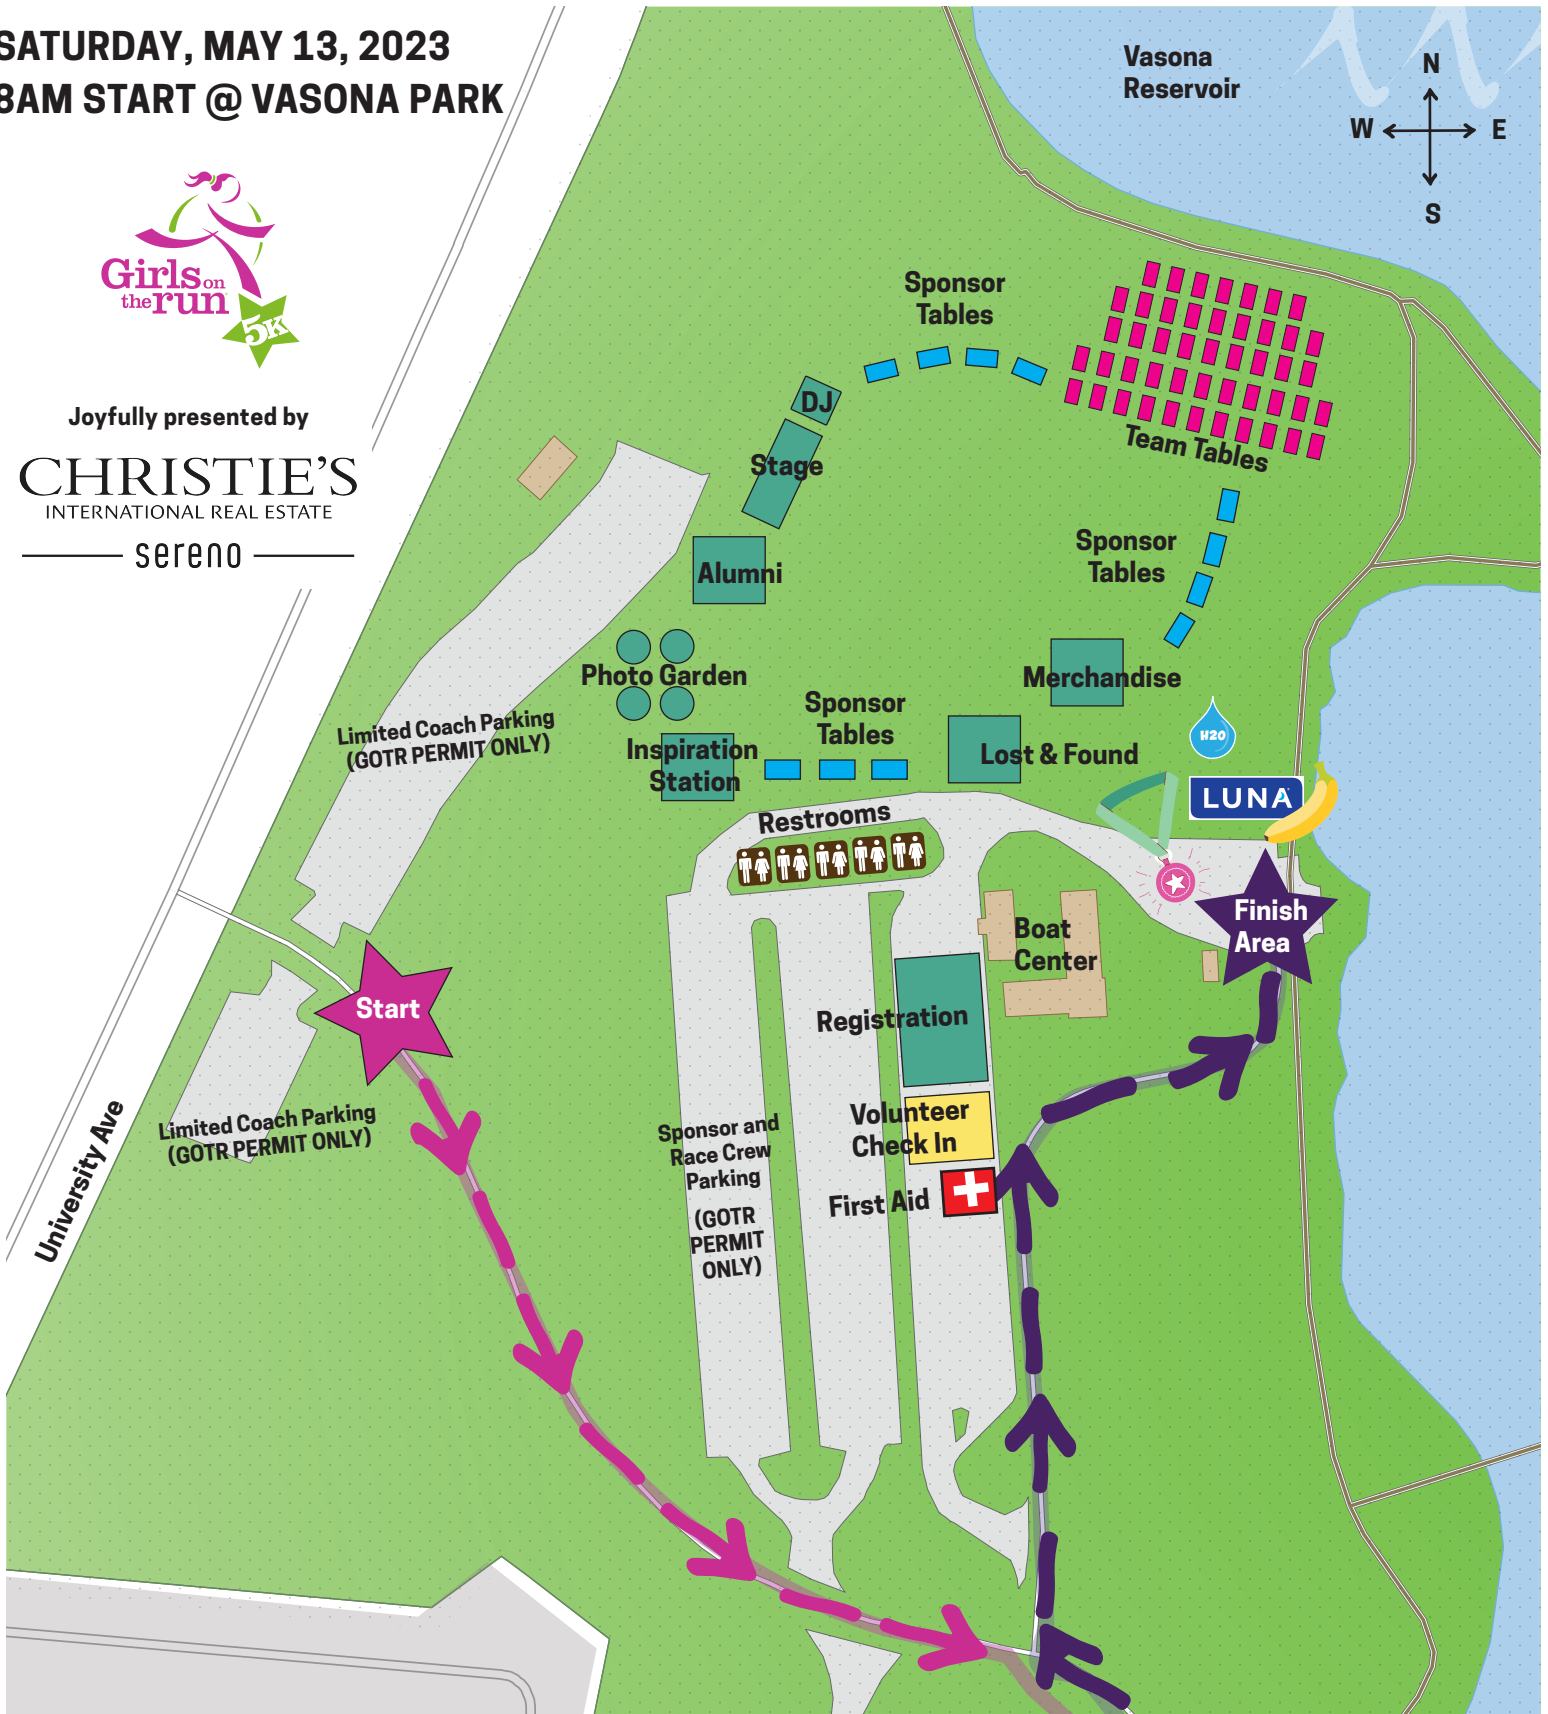 SATURDAY, MAY 13, 2023
8AM START @ VASONA PARK
Vasona
Reservoir
N
W
E
S
Girls on
the run
5K
Joyfully presented by
CHRISTIE'S
INTERNATIONAL REAL ESTATE
sereno
Sponsor
Tables
DJ
Stage
Team Tables
Alumni
Sponsor
Tables
Photo Garden
Merchandise
Limited Coach Parking
(GOTR PERMIT ONLY)
Inspiration
Station
Sponsor
Tables
Lost & Found
H2O
LUNA
Restrooms
Finish
Area
Boat
Center
Start
Registration
University Ave
Limited Coach Parking
(GOTR PERMIT ONLY)
Sponsor and
Race Crew
Parking
(GOTR
PERMIT
ONLY)
Volunteer
Check In
First Aid